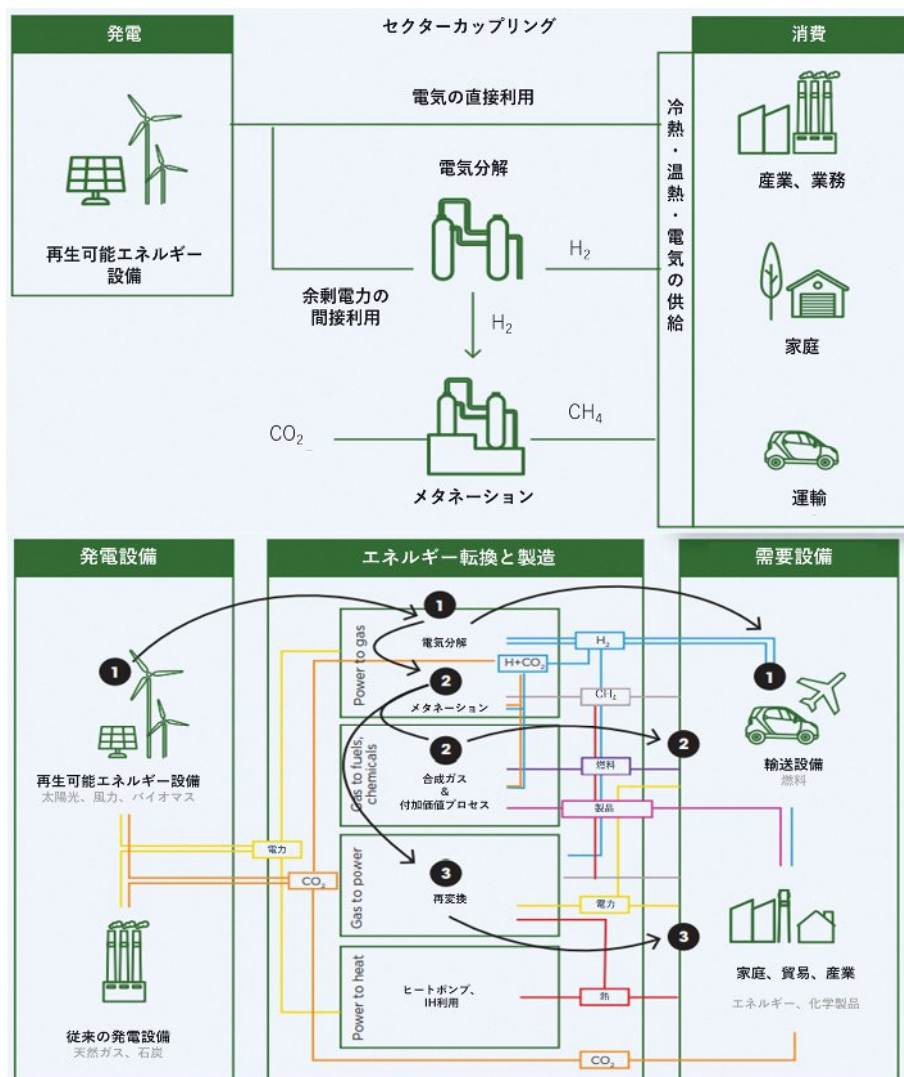 発電
セクターカップリング
消費
電気の直接利用
電気分解
再生可能エネルギー
設備
余剰電力の
間接利用
H₂
H₂
CO₂
CH₄
メタネーション
冷熱・温熱・電気の供給
産業、業務
家庭
運輸
発電設備
エネルギー転換と製造
需要設備
1
再生可能エネルギー設備
太陽光、風力、バイオマス
電力
CO₂
従来の発電設備
天然ガス、石炭
Power to gas
1
電気分解
2
メタネーション
Gas to fuels,
chemicals
2
合成ガス
&
付加価値プロセス
Gas to power
3
再変換
Power to heat
ヒートポンプ、
IH利用
H₂
H+CO₂
CH₄
燃料
製品
電力
熱
CO₂
1
輸送設備
燃料
2
3
家庭、貿易、産業
エネルギー、化学製品